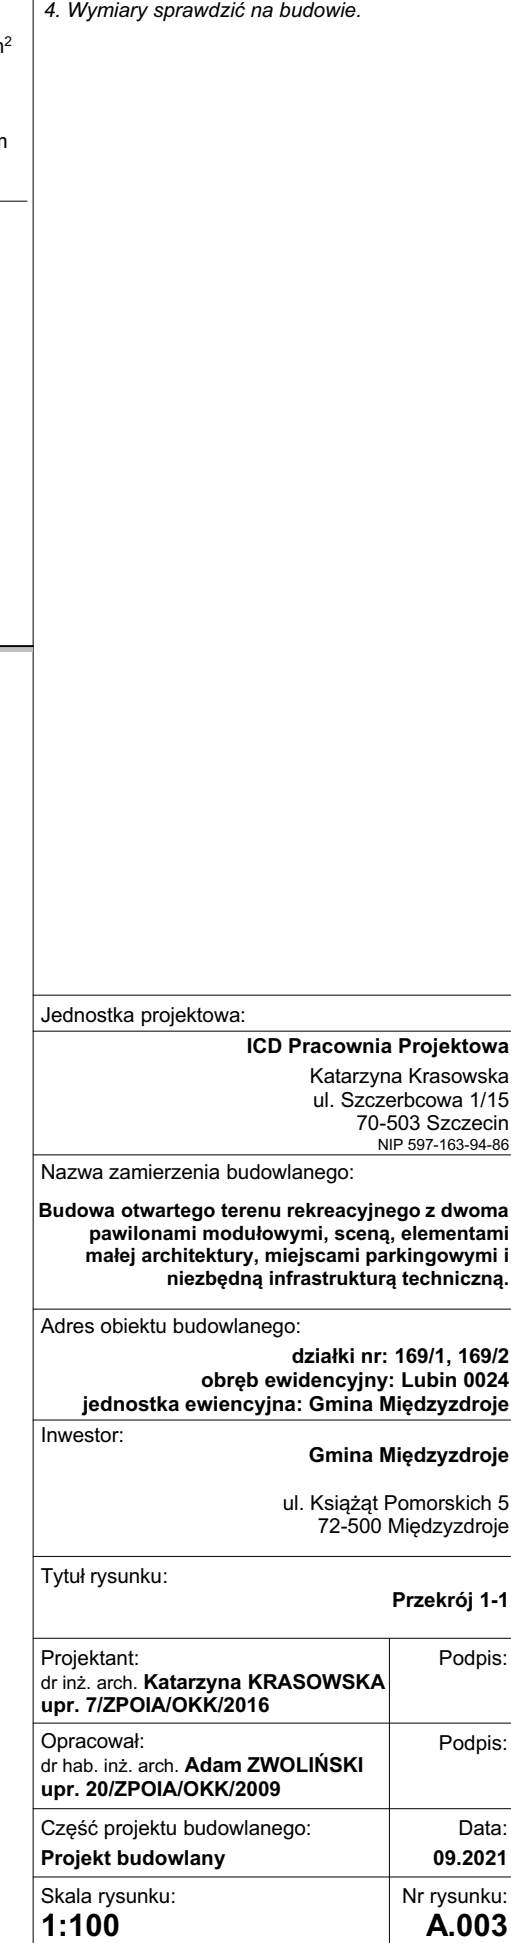 4. Wymiary sprawdzić na budowie.
Jednostka projektowa:
ICD Pracownia Projektowa
Katarzyna Krasowska
ul. Szczerbcowa 1/15
70-503 Szczecin
NIP 597-163-94-86
Nazwa zamierzenia budowlanego:
Budowa otwartego terenu rekreacyjnego z dwoma
pawilonami modułowymi, sceną, elementami
małej architektury, miejscami parkingowymi i
niezbędną infrastrukturą techniczną.
Adres obiektu budowlanego:
działki nr: 169/1, 169/2
obręb ewidencyjny: Lubin 0024
jednostka ewiencyjna: Gmina Międzyzdroje
Inwestor:
Gmina Międzyzdroje
ul. Książąt Pomorskich 5
72-500 Międzyzdroje
Tytuł rysunku:
Przekrój 1-1
Projektant:
dr inż. arch. Katarzyna KRASOWSKA
upr. 7/ZPOIA/OKK/2016
Podpis:
Opracował:
dr hab. inż. arch. Adam ZWOLIŃSKI
upr. 20/ZPOIA/OKK/2009
Podpis:
Część projektu budowlanego:
Projekt budowlany
Data:
09.2021
Skala rysunku:
1:100
Nr rysunku:
A.003